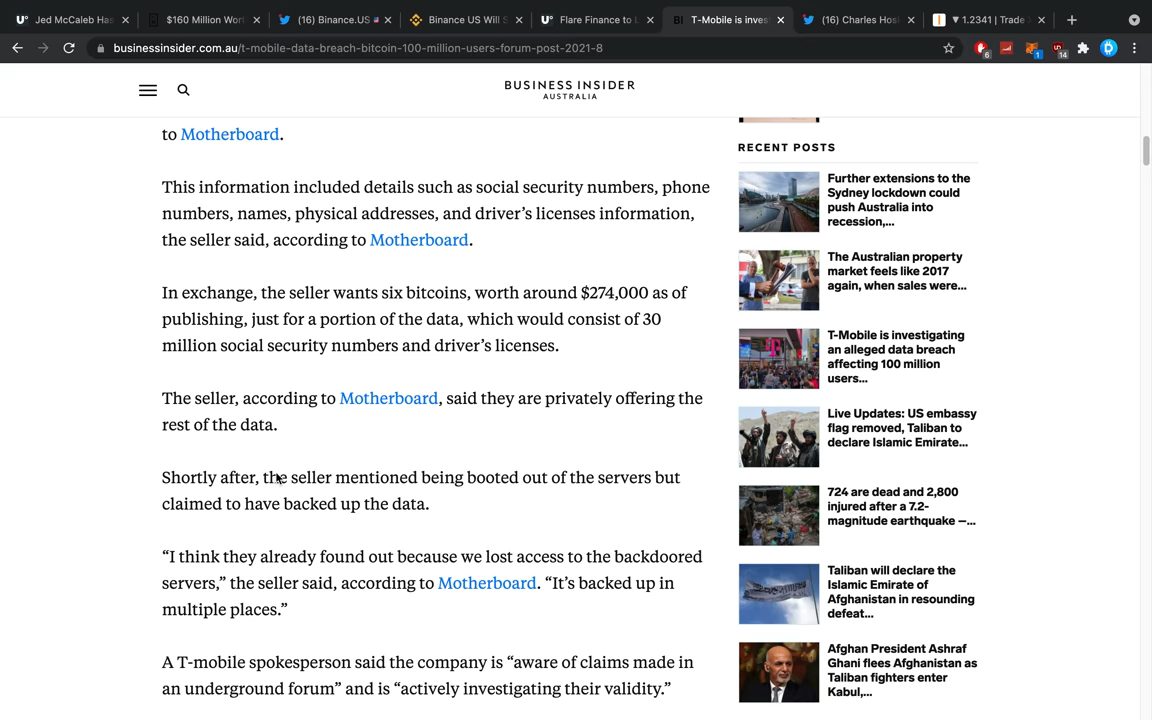 U° Jed McCaleb Has
$160 Million Wor
(16) Binance.US
Binance US Will S
U° Flare Finance to L
BI T-Mobile is inves
(16) Charles Hos
▼ 1.2341 | Trade
businessinsider.com.au/t-mobile-data-breach-bitcoin-100-million-users-forum-post-2021-8
6
1
14
BUSINESS INSIDER
AUSTRALIA
to Motherboard.
This information included details such as social security numbers, phone
numbers, names, physical addresses, and driver’s licenses information,
the seller said, according to Motherboard.
In exchange, the seller wants six bitcoins, worth around $274,000 as of
publishing, just for a portion of the data, which would consist of 30
million social security numbers and driver’s licenses.
The seller, according to Motherboard, said they are privately offering the
rest of the data.
Shortly after, the seller mentioned being booted out of the servers but
claimed to have backed up the data.
“I think they already found out because we lost access to the backdoored
servers,” the seller said, according to Motherboard. “It’s backed up in
multiple places.”
A T-mobile spokesperson said the company is “aware of claims made in
an underground forum” and is “actively investigating their validity.”
RECENT POSTS
Further extensions to the
Sydney lockdown could
push Australia into
recession,...
The Australian property
market feels like 2017
again, when sales were...
T-Mobile is investigating
an alleged data breach
affecting 100 million
users...
Live Updates: US embassy
flag removed, Taliban to
declare Islamic Emirate...
724 are dead and 2,800
injured after a 7.2-
magnitude earthquake —...
Taliban will declare the
Islamic Emirate of
Afghanistan in resounding
defeat...
Afghan President Ashraf
Ghani flees Afghanistan as
Taliban fighters enter
Kabul,...